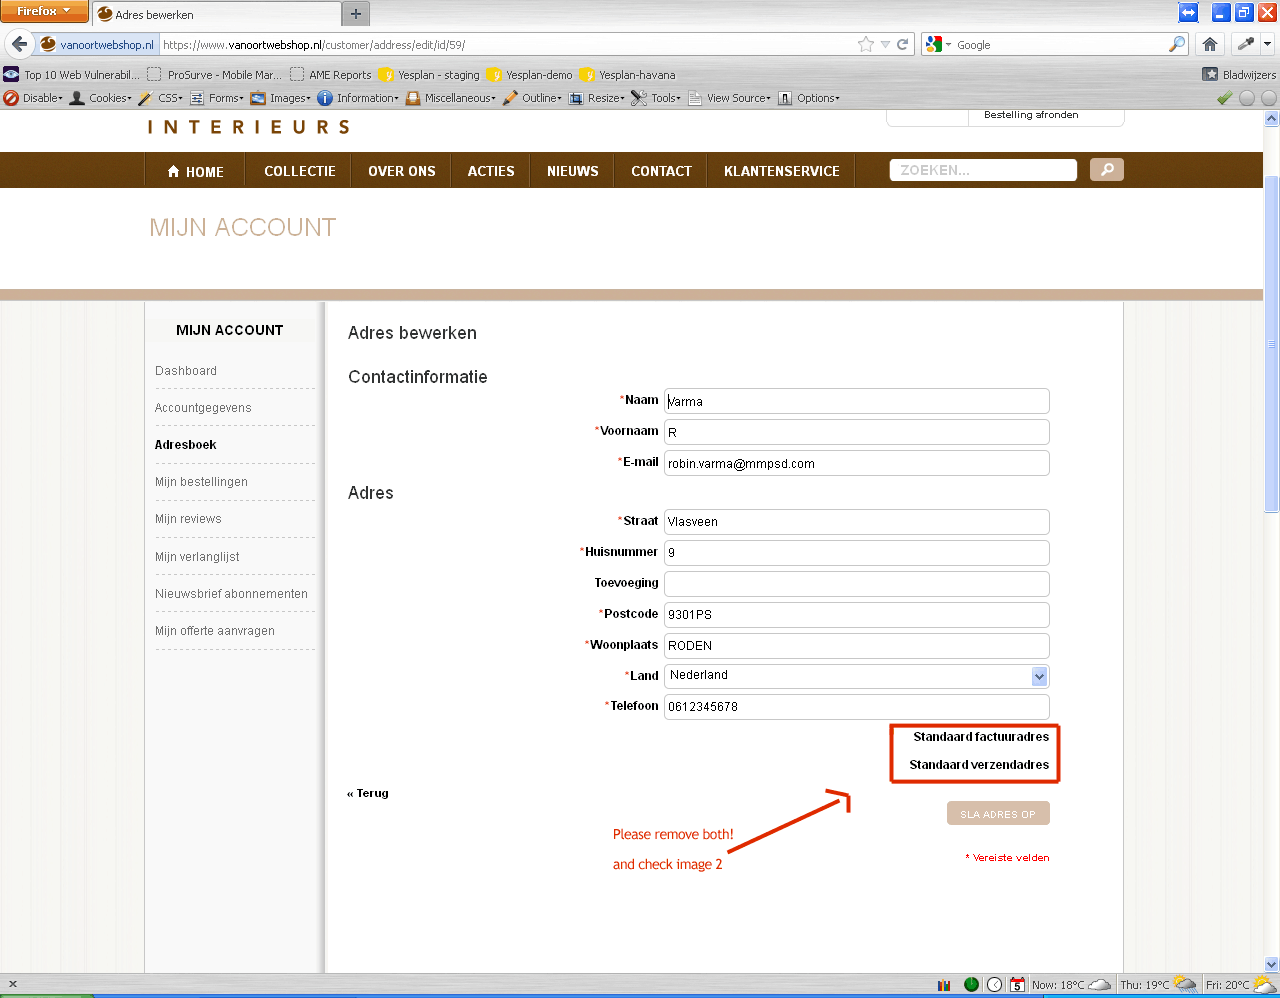 Firefox
Adres bewerken
vanoortwebshop.nl
https://www.vanoortwebshop.nl/customer/address/edit/id/59/
Google
Top 10 Web Vulnerabil...
ProSurve - Mobile Mar...
AME Reports
Yesplan - staging
Yesplan-demo
Yesplan-havana
Bladwijzers
Disable
Cookies
CSS
Forms
Images
Information
Miscellaneous
Outline
Resize
Tools
View Source
Options
INTERIEURS
Bestelling afronden
HOME
COLLECTIE
OVER ONS
ACTIES
NIEUWS
CONTACT
KLANTENSERVICE
ZOEKEN...
MIJN ACCOUNT
MIJN ACCOUNT
Dashboard
Accountgegevens
Adresboek
Mijn bestellingen
Mijn reviews
Mijn verlanglijst
Nieuwsbrief abonnementen
Mijn offerte aanvragen
Adres bewerken
Contactinformatie
*Naam Varma
*Voornaam R
*E-mail robin.varma@mmpsd.com
Adres
*Straat Vlasveen
*Huisnummer 9
Toevoeging
*Postcode 9301PS
*Woonplaats RODEN
*Land Nederland
*Telefoon 0612345678
Standaard factuuradres
Standaard verzendadres
« Terug
SLA ADRES OP
Please remove both!
and check image 2
* Vereiste velden
5
Now: 18°C
Thu: 19°C
Fri: 20°C